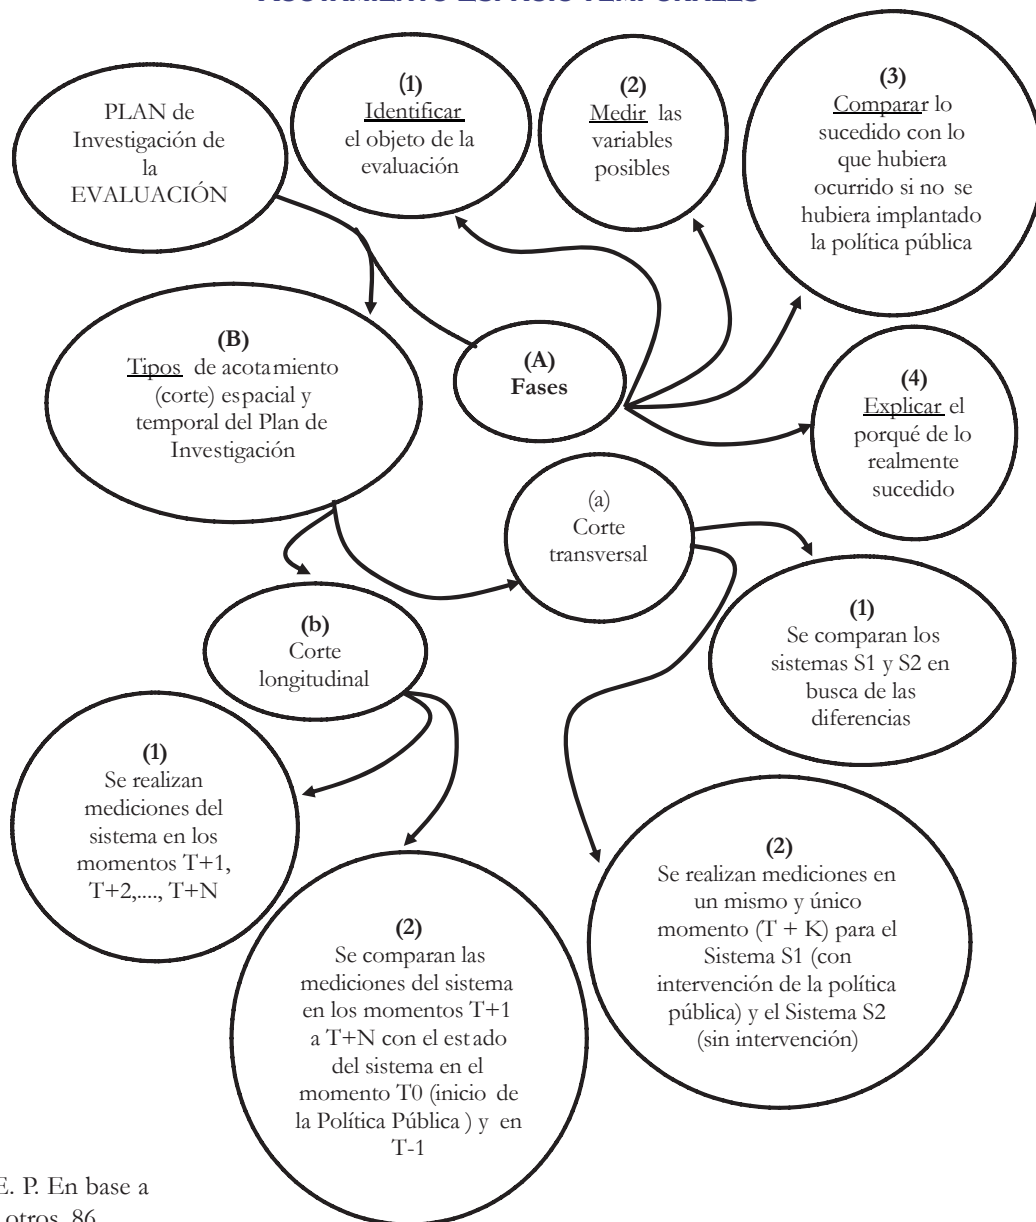 PLAN de
Investigación de
la
EVALUACIÓN
(1)
Identificar
el objeto de la
evaluación
(2)
Medir las
variables
posibles
(3)
Comparar lo
sucedido con lo
que hubiera
ocurrido si no se
hubiera implantado
la política pública
(B)
Tipos de acotamiento
(corte) espacial y
temporal del Plan de
Investigación
(A)
Fases
(4)
Explicar el
porqué de lo
realmente
sucedido
(a)
Corte
transversal
(b)
Corte
longitudinal
(1)
Se comparan los
sistemas S1 y S2 en
busca de las
diferencias
(1)
Se realizan
mediciones del
sistema en los
momentos T+1,
T+2,...., T+N
(2)
Se comparan las
mediciones del sistema
en los momentos T+1
a T+N con el estado
del sistema en el
momento T0 (inicio de
la Política Pública ) y en
T-1
(2)
Se realizan mediciones en
un mismo y único
momento (T + K) para el
Sistema S1 (con
intervención de la política
pública) y el Sistema S2
(sin intervención)
E. P. En base a
otros, 86